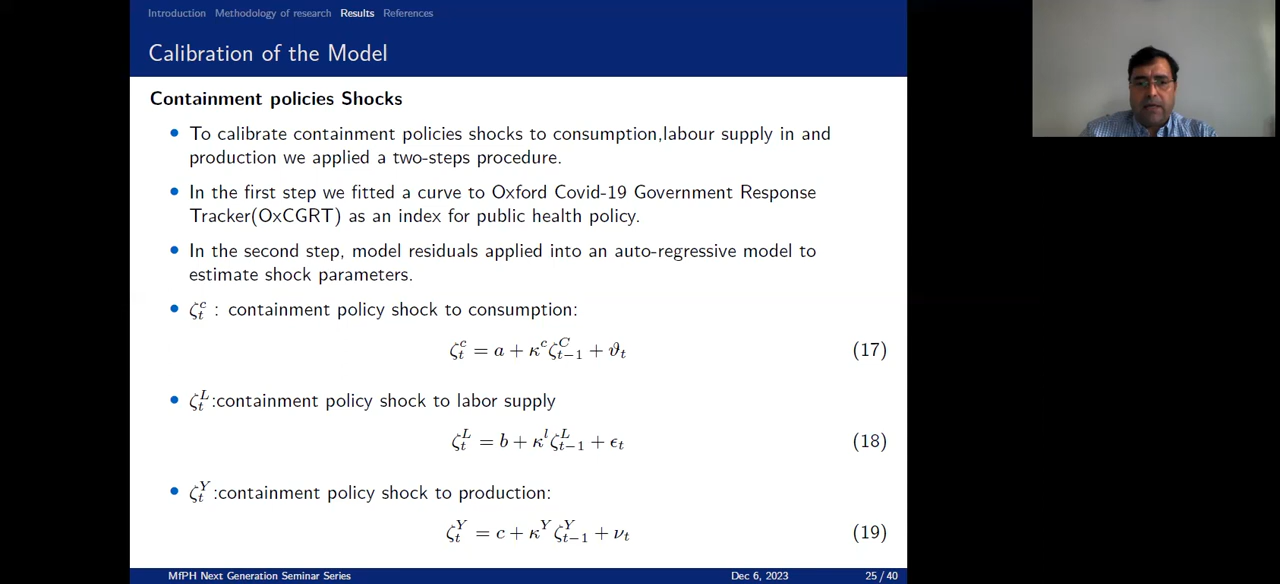 Introduction Methodology of research Results References
Calibration of the Model
Containment policies Shocks
• To calibrate containment policies shocks to consumption,labour supply in and
production we applied a two-steps procedure.
• In the first step we fitted a curve to Oxford Covid-19 Government Response
Tracker(OxCGRT) as an index for public health policy.
• In the second step, model residuals applied into an auto-regressive model to
estimate shock parameters.
• ζ_t^c : containment policy shock to consumption:
ζ_t^c = a + κ^c ζ_{t−1}^C + ϑ_t (17)
• ζ_t^L:containment policy shock to labor supply
ζ_t^L = b + κ^l ζ_{t−1}^L + ϵ_t (18)
• ζ_t^Y:containment policy shock to production:
ζ_t^Y = c + κ^Y ζ_{t−1}^Y + ν_t (19)
MfPH Next Generation Seminar Series Dec 6, 2023 25 / 40